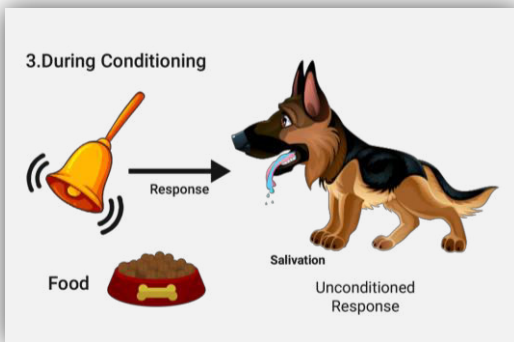 3.During Conditioning
Response
Food
Salivation
Unconditioned
Response